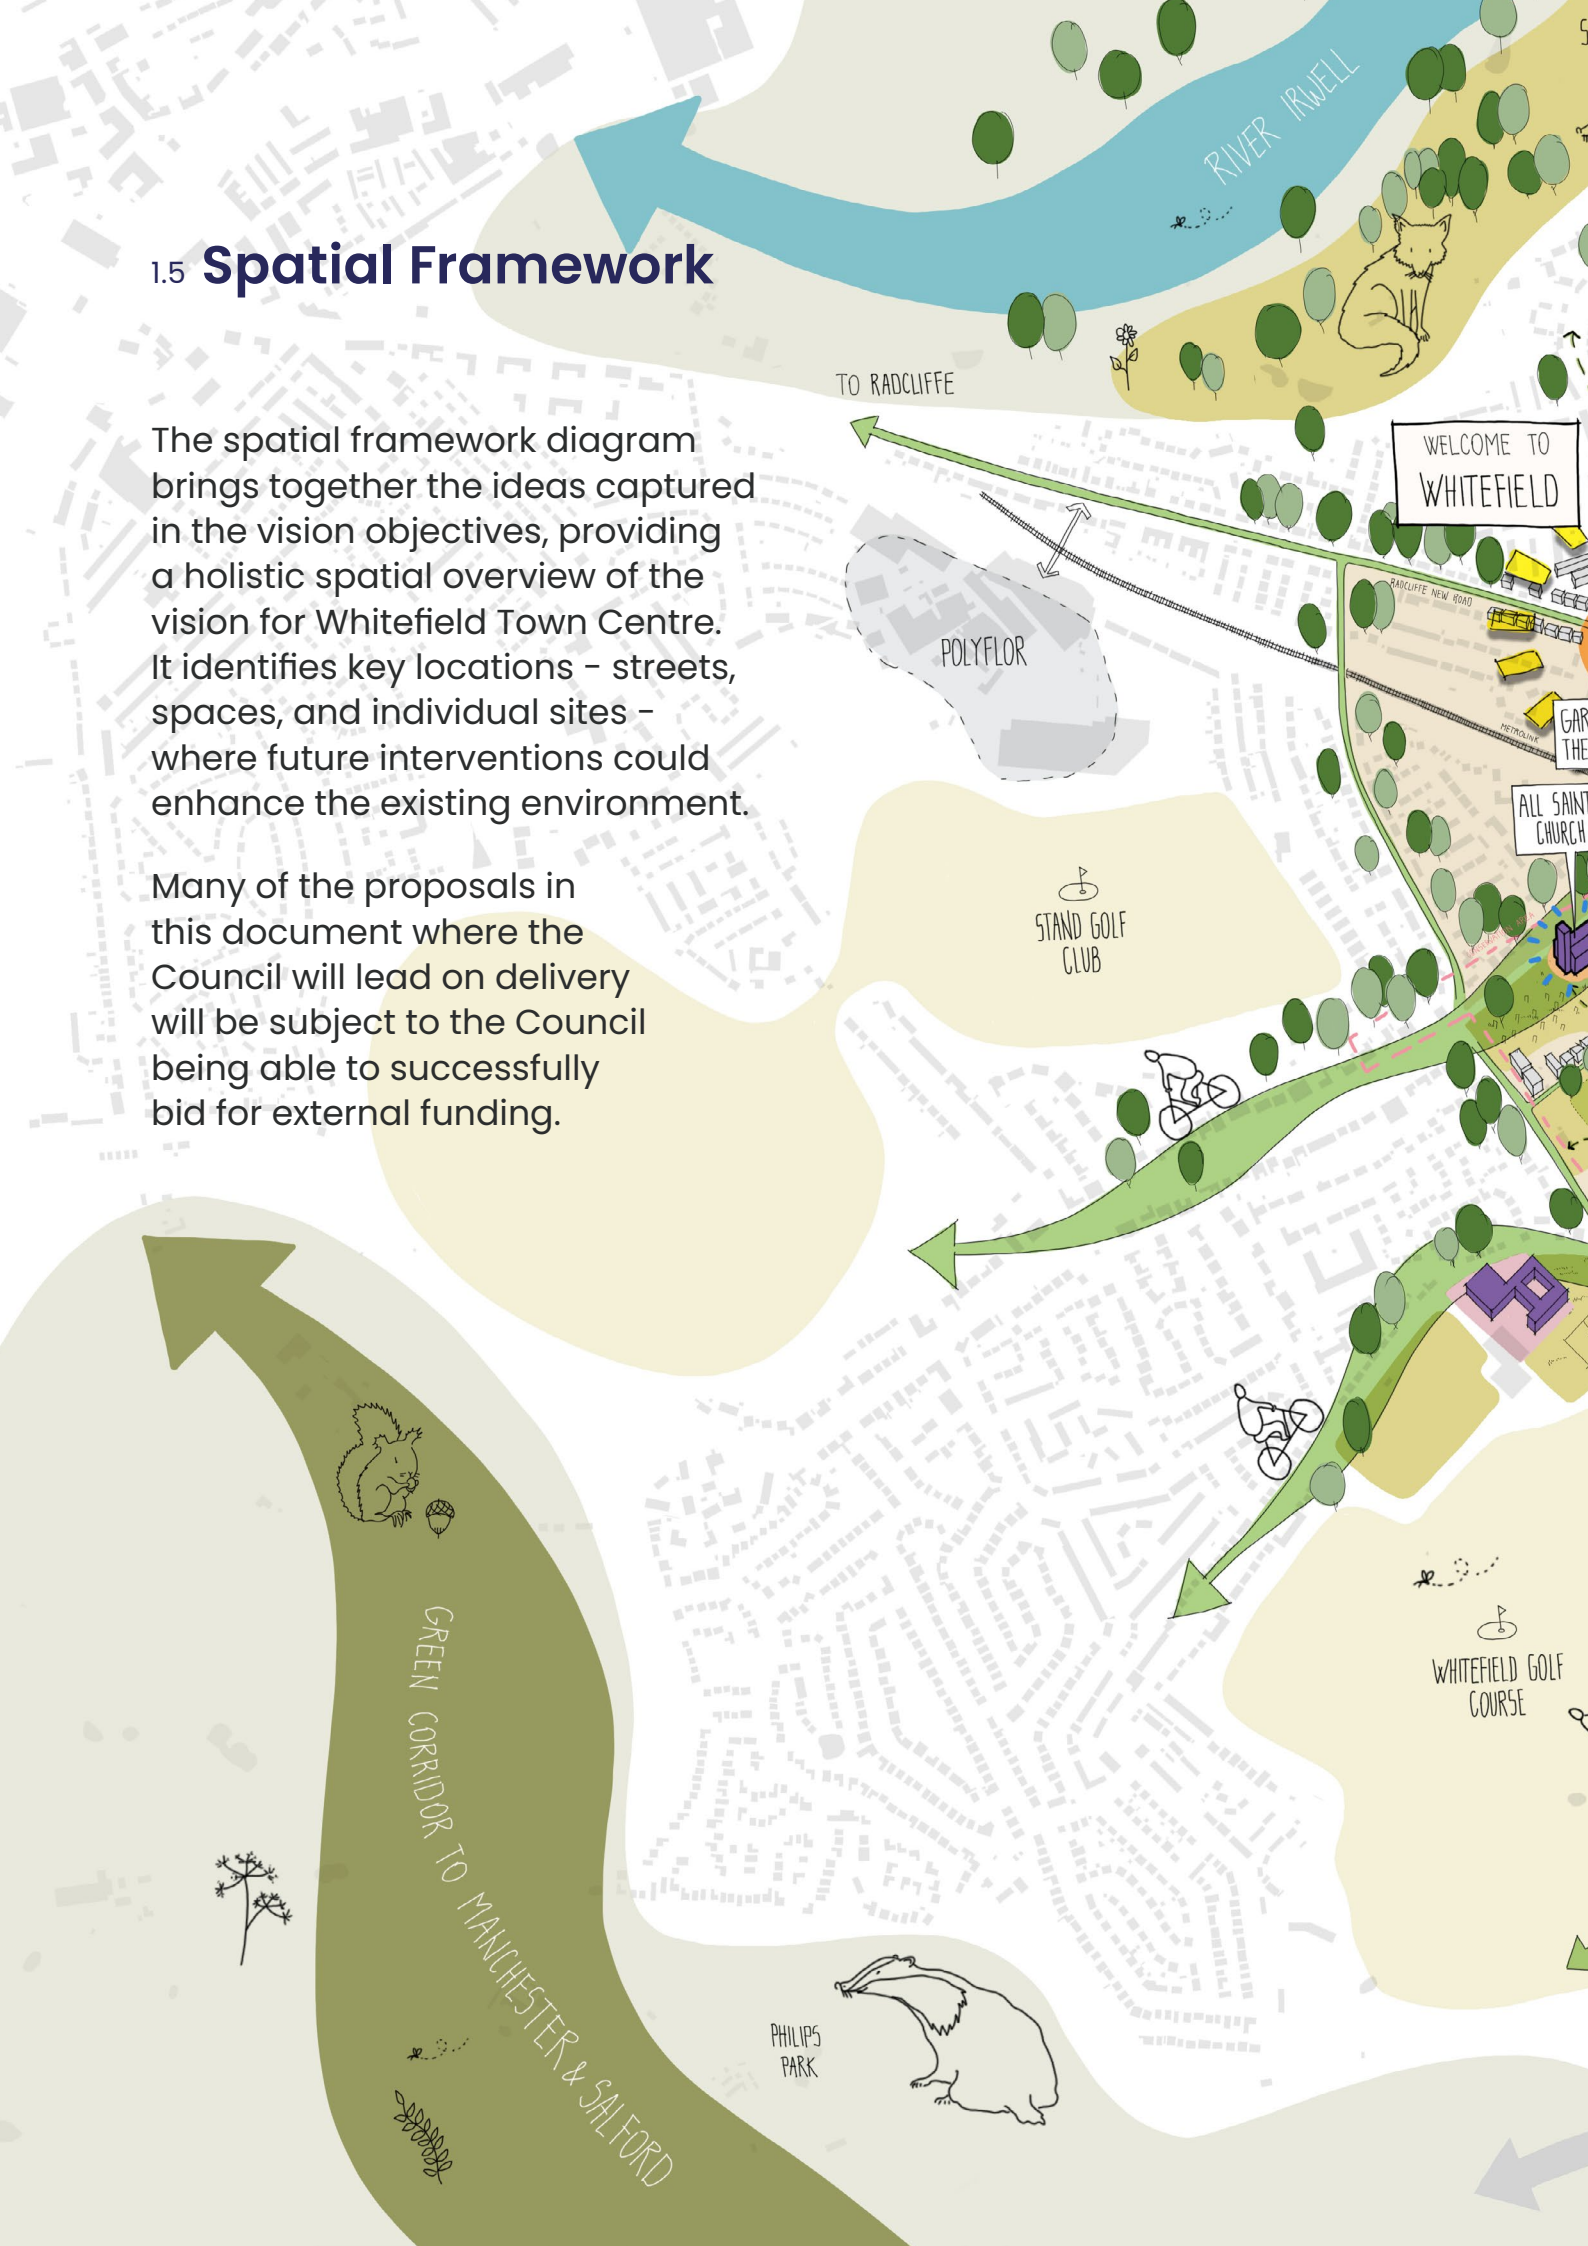 1.5 Spatial Framework
The spatial framework diagram
brings together the ideas captured
in the vision objectives, providing
a holistic spatial overview of the
vision for Whitefield Town Centre.
It identifies key locations - streets,
spaces, and individual sites -
where future interventions could
enhance the existing environment.
Many of the proposals in
this document where the
Council will lead on delivery
will be subject to the Council
being able to successfully
bid for external funding.
RIVER IRWELL
TO RADCLIFFE
WELCOME TO
WHITEFIELD
RADCLIFFE NEW ROAD
POLYFLOR
METROLINK
GAR
THE
ALL SAINT
CHURCH
STAND GOLF
CLUB
WHITEFIELD GOLF
COURSE
GREEN CORRIDOR TO MANCHESTER & SALFORD
PHILIPS
PARK